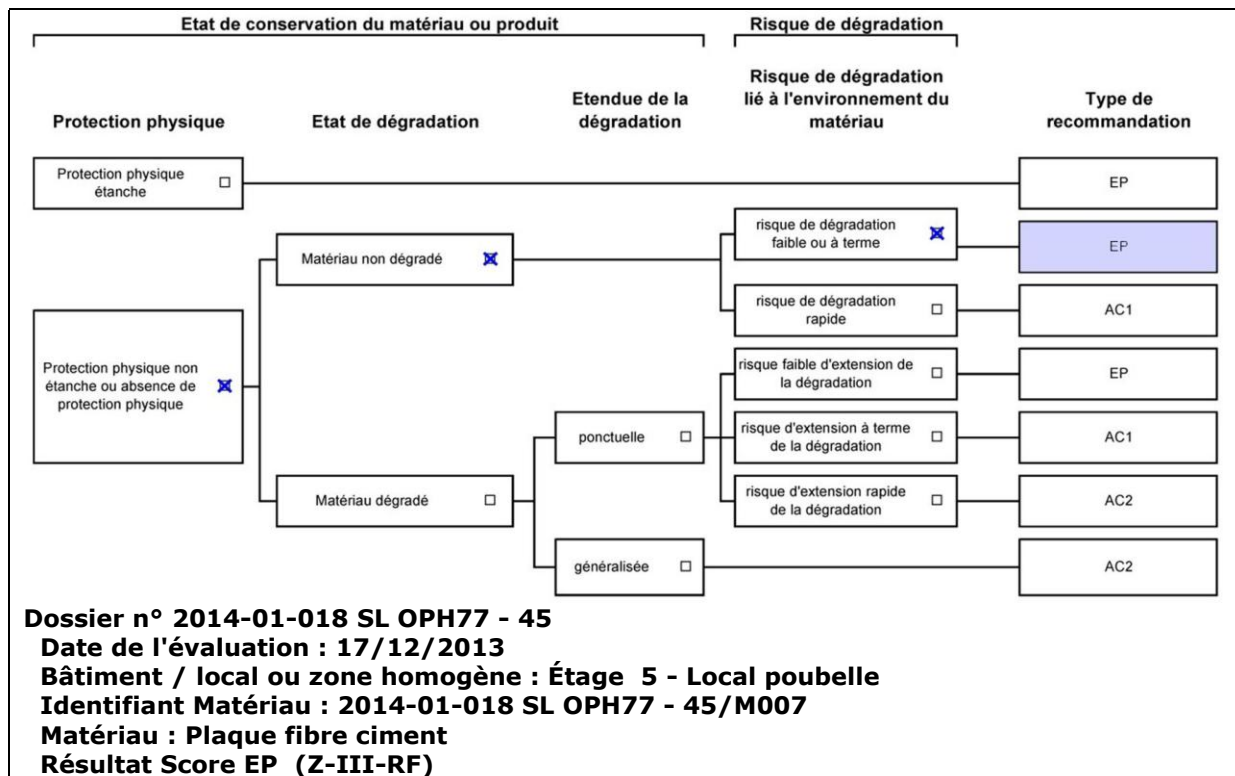 Etat de conservation du matériau ou produit
Risque de dégradation
Protection physique
Etat de dégradation
Etendue de la
dégradation
Risque de dégradation
lié à l'environnement du
matériau
Type de
recommandation
Protection physique
étanche
EP
risque de dégradation
faible ou à terme
EP
Matériau non dégradé
risque de dégradation
rapide
AC1
Protection physique non
étanche ou absence de
protection physique
risque faible d'extension de
la dégradation
EP
ponctuelle
risque d'extension à terme
de la dégradation
AC1
Matériau dégradé
risque d'extension rapide
de la dégradation
AC2
généralisée
AC2
Dossier n° 2014-01-018 SL OPH77 - 45
Date de l'évaluation : 17/12/2013
Bâtiment / local ou zone homogène : Étage 5 - Local poubelle
Identifiant Matériau : 2014-01-018 SL OPH77 - 45/M007
Matériau : Plaque fibre ciment
Résultat Score EP (Z-III-RF)